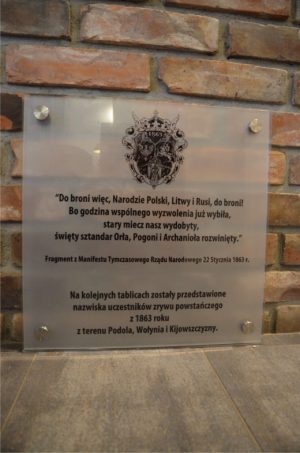 1863
"Do broni więc, Narodzie Polski, Litwy i Rusi, do broni!
Bo godzina wspólnego wyzwolenia już wybiła,
stary miecz nasz wydobyty,
święty sztandar Orła, Pogoni i Archanioła rozwinięty."
Fragment z Manifestu Tymczasowego Rządu Narodowego 22 Stycznia 1863 r.
Na kolejnych tablicach zostały przedstawione
nazwiska uczestników zrywu powstańczego
z 1863 roku
z terenu Podola, Wołynia i Kijowszczyzny.